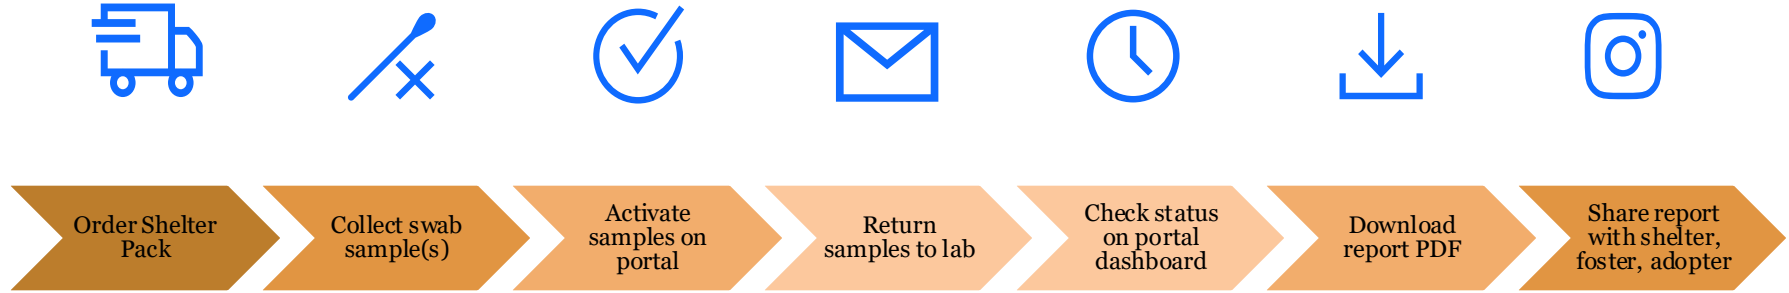 Order Shelter
Pack
Collect swab
sample(s)
Activate
samples on
portal
Return
samples to lab
Check status
on portal
dashboard
Download
report PDF
Share report
with shelter,
foster, adopter